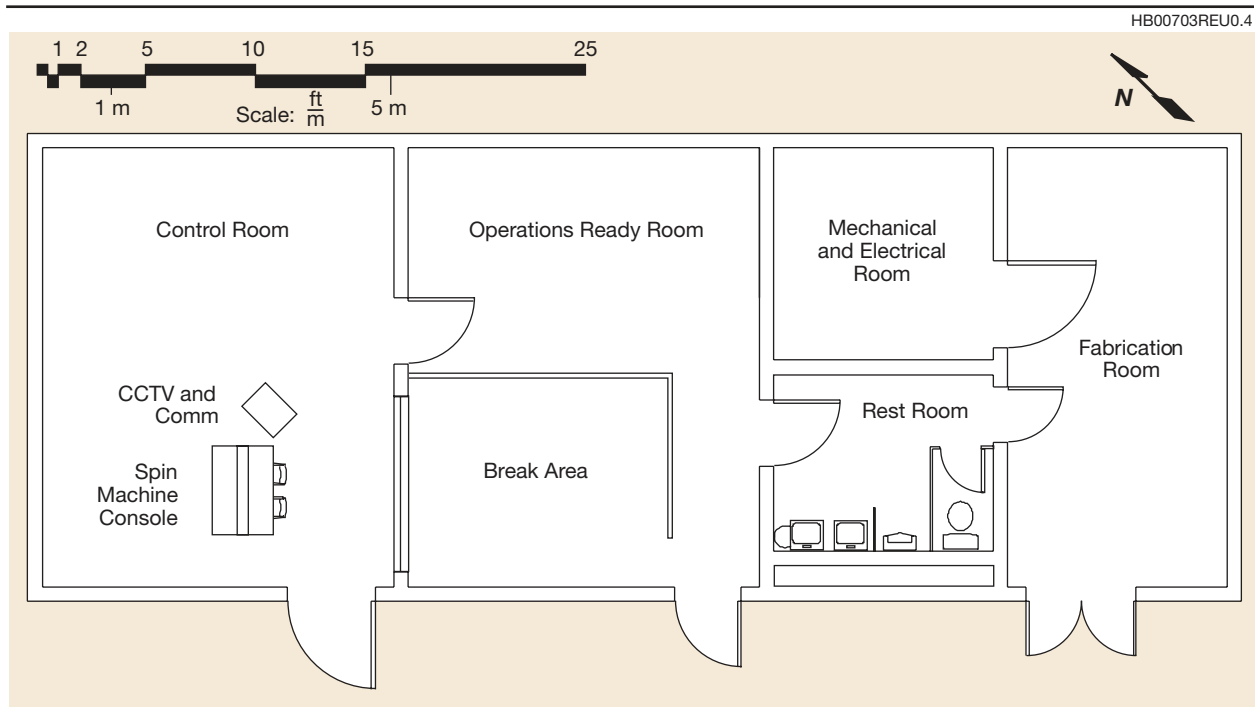 HB00703REU0.4
1 2 5 10 15 25
1 m 5 m
Scale: ft
m
N
Control Room
Operations Ready Room
Mechanical
and Electrical
Room
Fabrication
Room
CCTV and
Comm
Rest Room
Spin
Machine
Console
Break Area